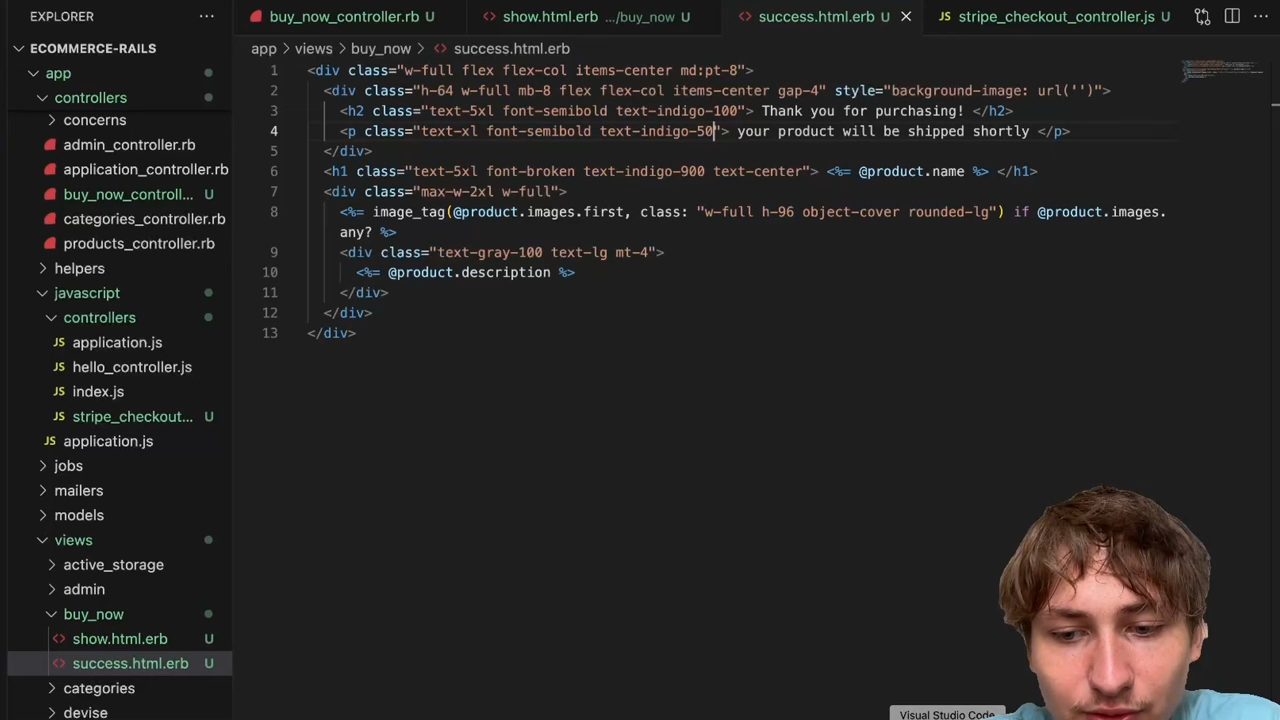 EXPLORER
buy_now_controller.rb U
show.html.erb .../buy_now U
success.html.erb U
stripe_checkout_controller.js U
ECOMMERCE-RAILS
app
controllers
concerns
admin_controller.rb
application_controller.rb
buy_now_controll... U
categories_controller.rb
products_controller.rb
helpers
javascript
controllers
application.js
hello_controller.js
index.js
stripe_checkout... U
JS application.js
jobs
mailers
models
views
active_storage
admin
buy_now
show.html.erb U
success.html.erb U
categories
devise
app > views > buy_now > success.html.erb
1 <div class="w-full flex flex-col items-center md:pt-8">
2 <div class="h-64 w-full mb-8 flex flex-col items-center gap-4" style="background-image: url('')">
3 <h2 class="text-5xl font-semibold text-indigo-100"> Thank you for purchasing! </h2>
4 <p class="text-xl font-semibold text-indigo-50"> your product will be shipped shortly </p>
5 </div>
6 <h1 class="text-5xl font-broken text-indigo-900 text-center"> <%= @product.name %> </h1>
7 <div class="max-w-2xl w-full">
8 <%= image_tag(@product.images.first, class: "w-full h-96 object-cover rounded-lg") if @product.images.
any? %>
9 <div class="text-gray-100 text-lg mt-4">
10 <%= @product.description %>
11 </div>
12 </div>
13 </div>
Visual Studio Code